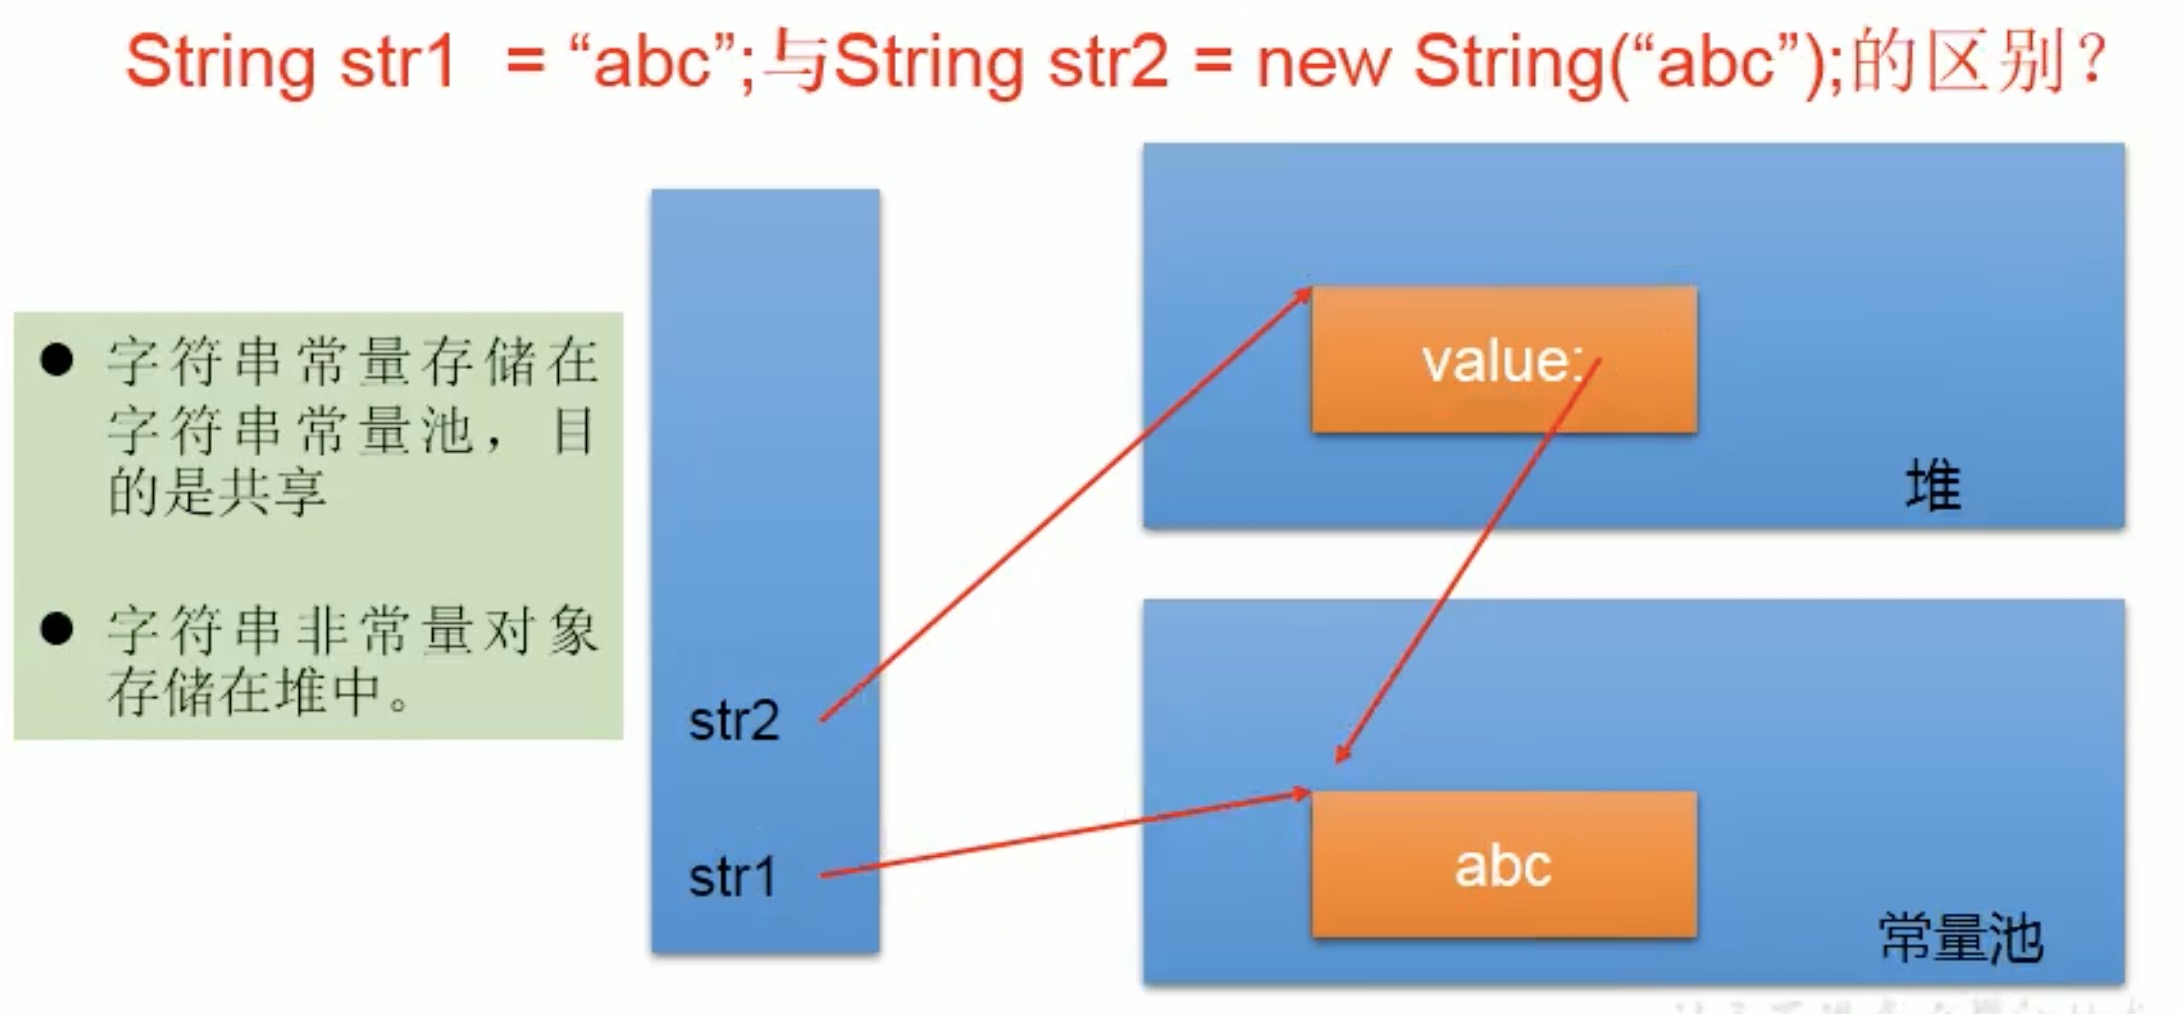 String str1 = “abc”;与String str2 = new String(“abc”);的区别？
● 字符串常量存储在
字符串常量池，目
的是共享
● 字符串非常量对象
存储在堆中。
str2
str1
value:
堆
abc
常量池